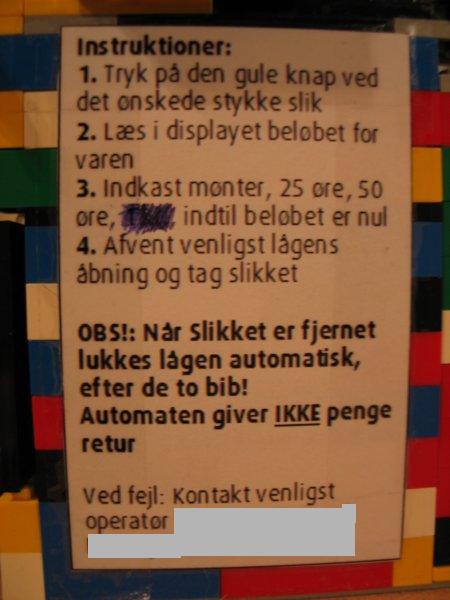 Instruktioner:
1. Tryk på den gule knap ved
det ønskede stykke slik
2. Læs i displayet beløbet for
varen
3. Indkast mønter, 25 øre, 50
øre, indtil beløbet er nul
4. Afvent venligst lågens
åbning og tag slikket
OBS!: Når Slikket er fjernet
lukkes lågen automatisk,
efter de to bib!
Automaten giver IKKE penge
retur
Ved fejl: Kontakt venligst
operatør